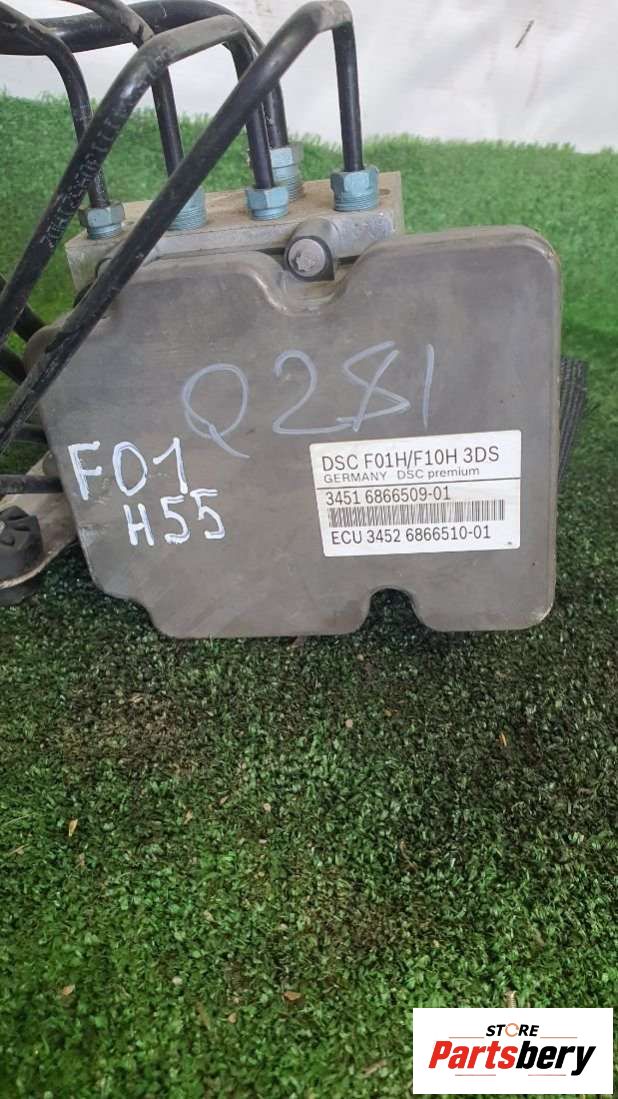 Q281
F01
H55
DSC F01H/F10H 3DS
GERMANY DSC premium
3451 6866509-01
ECU 3452 6866510-01
STORE
Partsbery